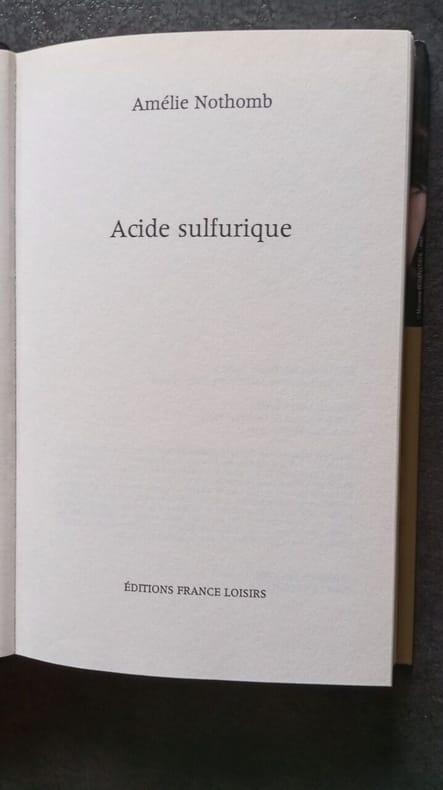 Amélie Nothomb
Acide sulfurique
ÉDITIONS FRANCE LOISIRS